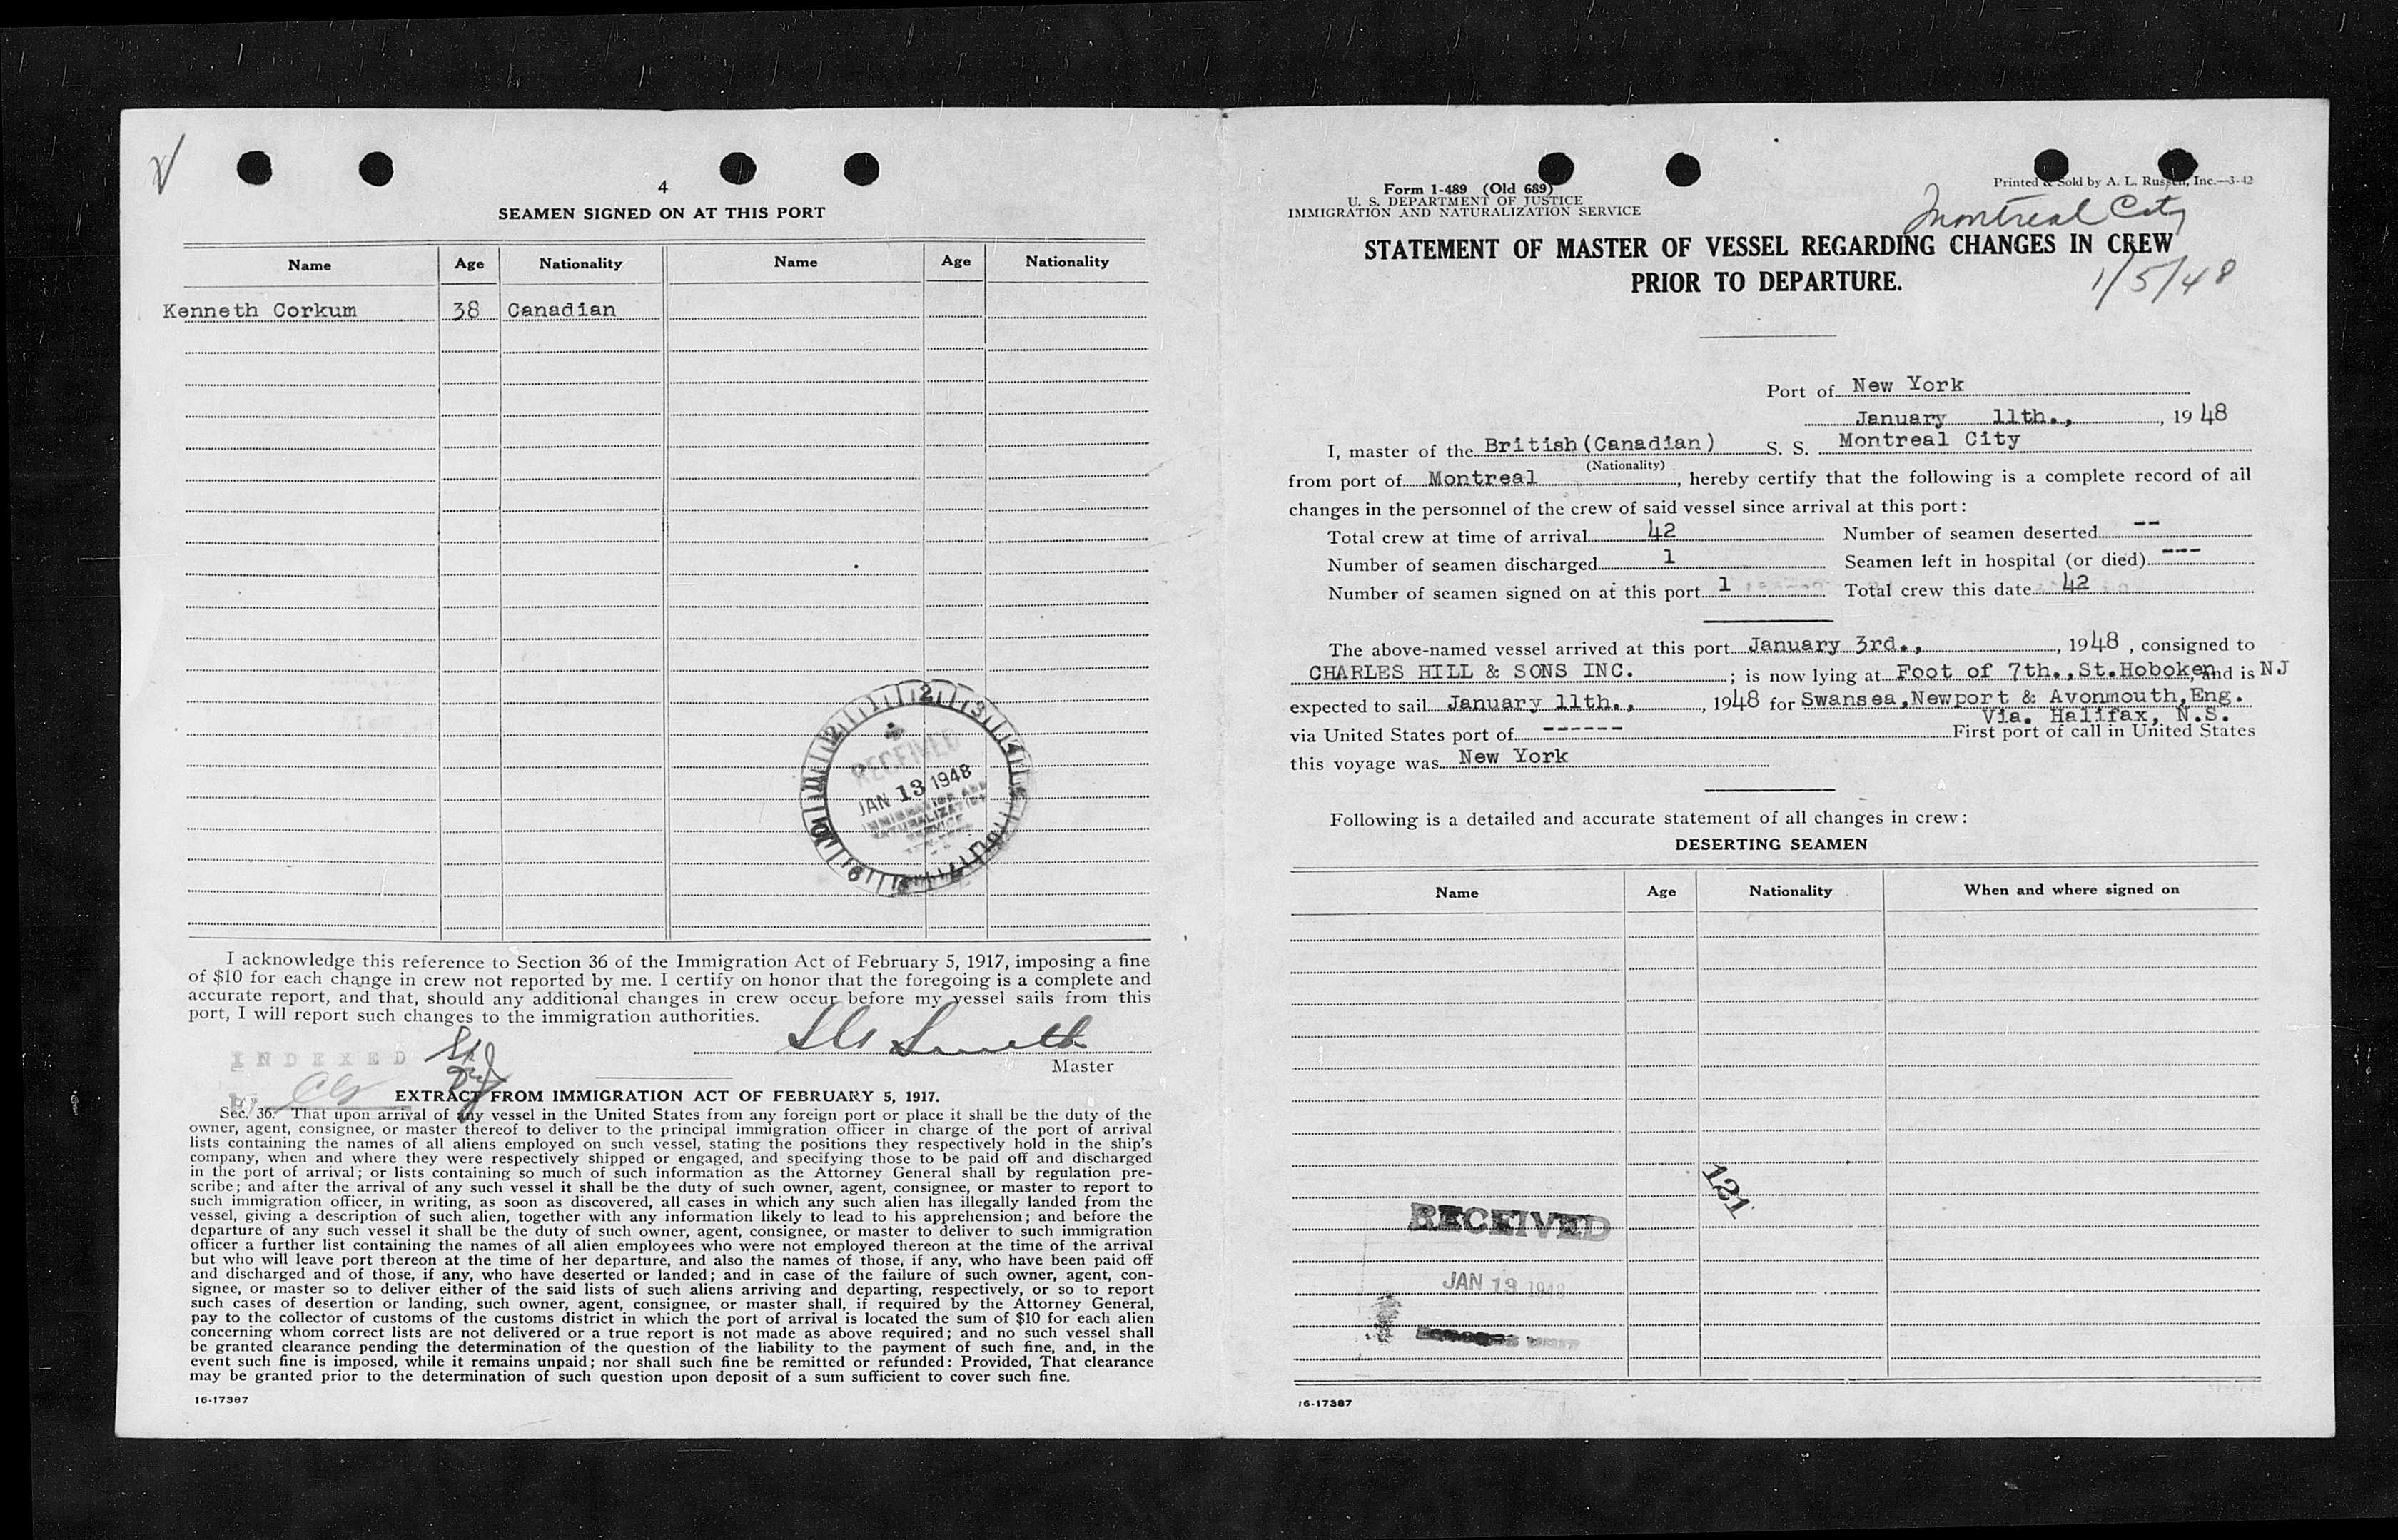 4
SEAMEN SIGNED ON AT THIS PORT
Name Age Nationality Name Age Nationality
Kenneth Corkum 38 Canadian
RECEIVED
JAN 13 1948
IMMIGRATION AND
NATURALIZATION
SERVICE
I acknowledge this reference to Section 36 of the Immigration Act of February 5, 1917, imposing a fine
of $10 for each change in crew not reported by me. I certify on honor that the foregoing is a complete and
accurate report, and that, should any additional changes in crew occur before my vessel sails from this
port, I will report such changes to the immigration authorities.
Smith
Master
INDEXED
EXTRACT FROM IMMIGRATION ACT OF FEBRUARY 5, 1917.
Sec. 36. That upon arrival of any vessel in the United States from any foreign port or place it shall be the duty of the
owner, agent, consignee, or master thereof to deliver to the principal immigration officer in charge of the port of arrival
lists containing the names of all aliens employed on such vessel, stating the positions they respectively hold in the ship's
company, when and where they were respectively shipped or engaged, and specifying those to be paid off and discharged
in the port of arrival; or lists containing so much of such information as the Attorney General shall by regulation pre-
scribe; and after the arrival of any such vessel it shall be the duty of such owner, agent, consignee, or master to report to
such immigration officer, in writing, as soon as discovered, all cases in which any such alien has illegally landed from the
vessel, giving a description of such alien, together with any information likely to lead to his apprehension; and before the
departure of any such vessel it shall be the duty of such owner, agent, consignee, or master to deliver to such immigration
officer a further list containing the names of all alien employees who were not employed thereon at the time of the arrival
but who will leave port thereon at the time of her departure, and also the names of those, if any, who have been paid off
and discharged and of those, if any, who have deserted or landed; and in case of the failure of such owner, agent, con-
signee, or master so to deliver either of the said lists of such aliens arriving and departing, respectively, or so to report
such cases of desertion or landing, such owner, agent, consignee, or master shall, if required by the Attorney General,
pay to the collector of customs of the customs district in which the port of arrival is located the sum of $10 for each alien
concerning whom correct lists are not delivered or a true report is not made as above required; and no such vessel shall
be granted clearance pending the determination of the question of the liability to the payment of such fine, and, in the
event such fine is imposed, while it remains unpaid; nor shall such fine be remitted or refunded: Provided, That clearance
may be granted prior to the determination of such question upon deposit of a sum sufficient to cover such fine.
16-17387
Form 1-489 (Old 689)
U. S. DEPARTMENT OF JUSTICE
IMMIGRATION AND NATURALIZATION SERVICE
Printed & Sold by A. L. Russell, Inc.—3-42
Montreal City
STATEMENT OF MASTER OF VESSEL REGARDING CHANGES IN CREW
PRIOR TO DEPARTURE.
1/5/48
Port of New York
January 11th., , 1948
I, master of the British(Canadian) S. S. Montreal City
(Nationality)
from port of Montreal, hereby certify that the following is a complete record of all
changes in the personnel of the crew of said vessel since arrival at this port:
Total crew at time of arrival 42 Number of seamen deserted --
Number of seamen discharged 1 Seamen left in hospital (or died) ---
Number of seamen signed on at this port 1 Total crew this date 42
The above-named vessel arrived at this port January 3rd., , 1948, consigned to
CHARLES HILL & SONS INC. ; is now lying at Foot of 7th.,St.Hoboken, and is NJ
expected to sail January 11th., , 1948 for Swansea,Newport & Avonmouth,Eng.
Via. Halifax, N.S.
via United States port of ------ First port of call in United States
this voyage was New York
Following is a detailed and accurate statement of all changes in crew:
DESERTING SEAMEN
Name Age Nationality When and where signed on
131
RECEIVED
JAN 13 1948
16-17387